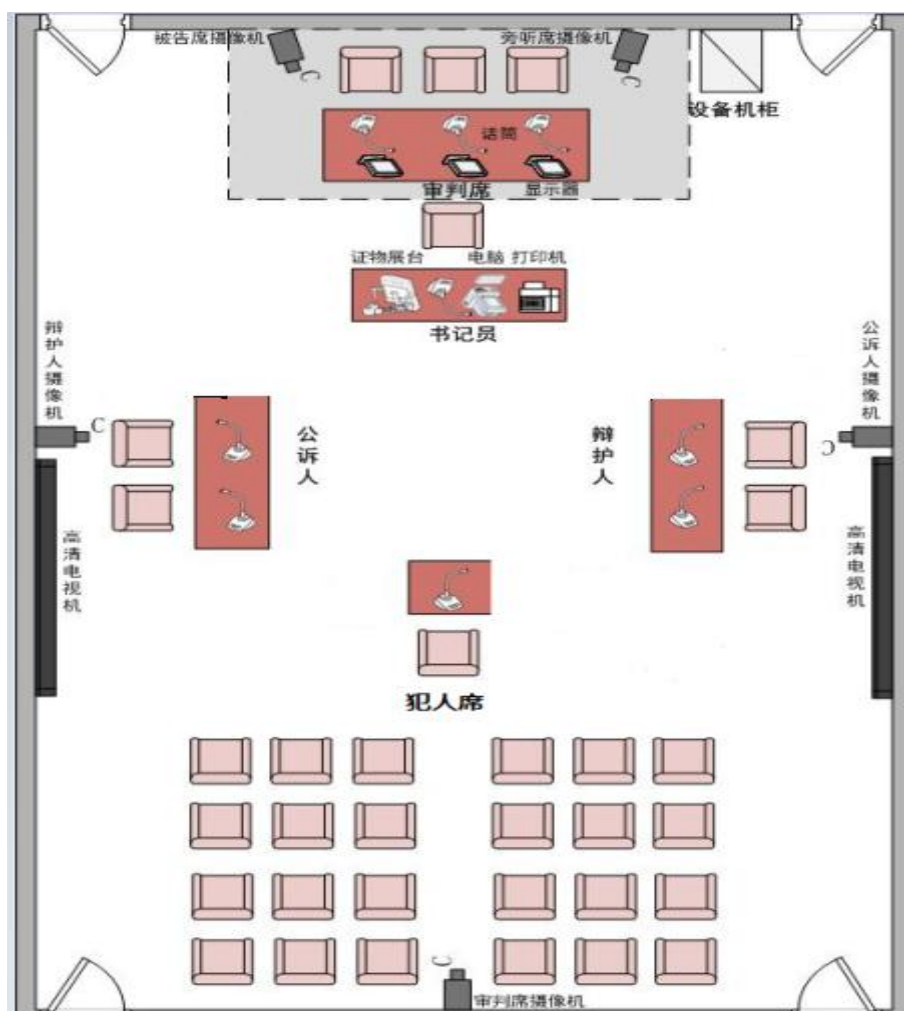 被告席摄像机
旁听席摄像机
设备机柜
话筒
审判席
显示器
证物展台
电脑
打印机
书记员
辩护人摄像机
公诉人摄像机
公诉人
辩护人
高清电视机
高清电视机
犯人席
审判席摄像机
C
C
C
C
C